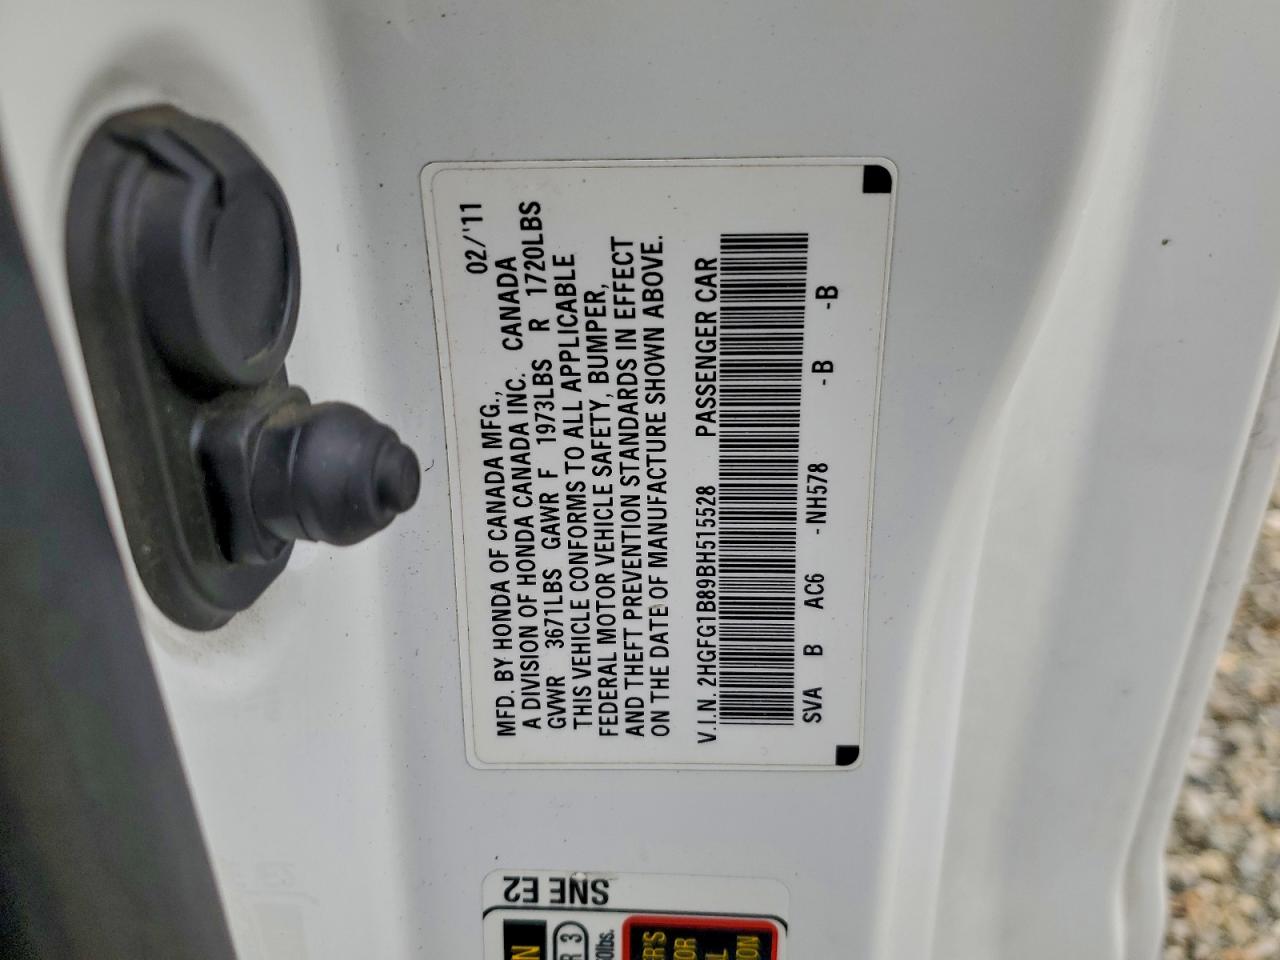 MFD. BY HONDA OF CANADA MFG., 02/'11
A DIVISION OF HONDA CANADA INC. CANADA
GVWR 3671LBS GAWR F 1973LBS R 1720LBS
THIS VEHICLE CONFORMS TO ALL APPLICABLE
FEDERAL MOTOR VEHICLE SAFETY, BUMPER,
AND THEFT PREVENTION STANDARDS IN EFFECT
ON THE DATE OF MANUFACTURE SHOWN ABOVE.
V.I.N. 2HGFG1B89BH515528 PASSENGER CAR
SVA B AC6 -NH578 -B -B
SNE E2